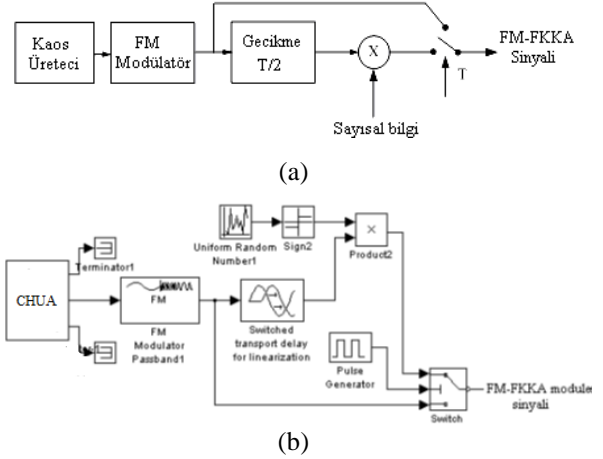 Kaos
Üreteci
FM
Modülatör
Gecikme
T/2
X
T
FM-FKKA
Sinyali
Sayısal bilgi
(a)
Uniform Random
Number1
Sign2
×
Product2
Terminator1
CHUA
FM
FM
Modulator
Passband1
Switched
transport delay
for linearization
Pulse
Generator
Switch
FM-FKKA module
sinyali
(b)